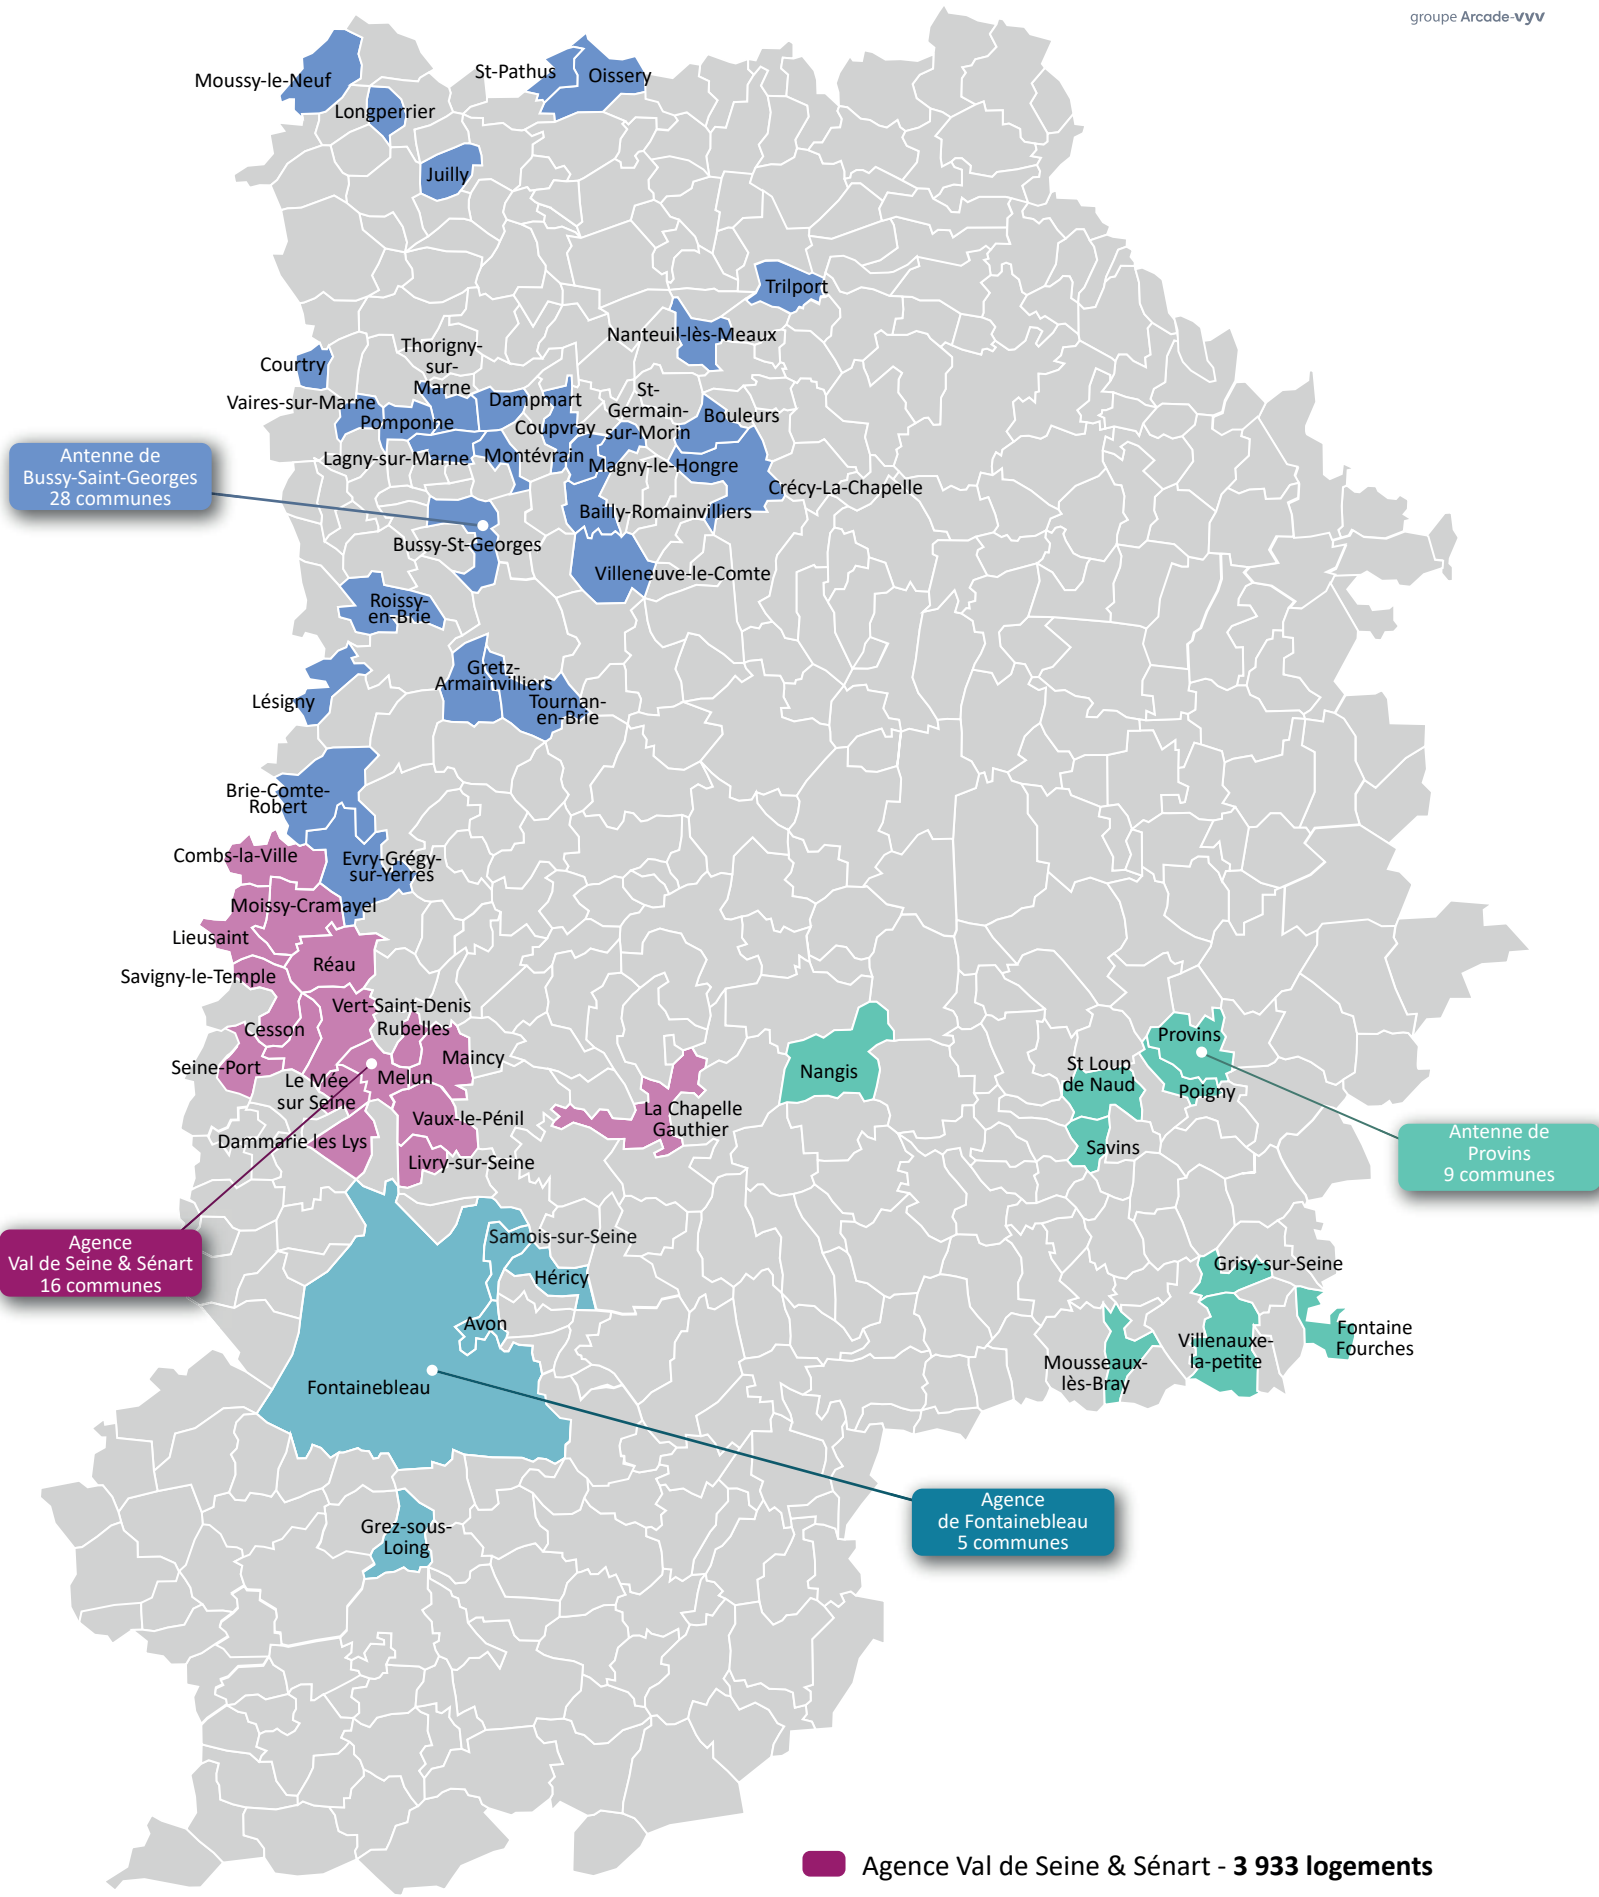 groupe Arcade-vyv
Moussy-le-Neuf
St-Pathus
Oissery
Longperrier
Juilly
Trilport
Nanteuil-lès-Meaux
Courtry
Thorigny-
sur-
Marne
Vaires-sur-Marne
Pomponne
Dampmart
Coupvray
St-
Germain-
sur-Morin
Bouleurs
Lagny-sur-Marne
Montévrain
Magny-le-Hongre
Crécy-La-Chapelle
Bailly-Romainvilliers
Antenne de
Bussy-Saint-Georges
28 communes
Bussy-St-Georges
Villeneuve-le-Comte
Roissy-
en-Brie
Lésigny
Gretz-
Armainvilliers
Tournan-
en-Brie
Brie-Comte-
Robert
Combs-la-Ville
Evry-Grégy-
sur-Yerres
Moissy-Cramayel
Lieusaint
Réau
Savigny-le-Temple
Vert-Saint-Denis
Cesson
Rubelles
Seine-Port
Maincy
Le Mée
sur Seine
Melun
Vaux-le-Pénil
Dammarie les Lys
Livry-sur-Seine
La Chapelle
Gauthier
Nangis
Provins
St Loup
de Naud
Poigny
Savins
Antenne de
Provins
9 communes
Agence
Val de Seine & Sénart
16 communes
Samois-sur-Seine
Héricy
Avon
Fontainebleau
Grisy-sur-Seine
Fontaine
Fourches
Villenauxe-
la-petite
Mousseaux-
lès-Bray
Agence
de Fontainebleau
5 communes
Grez-sous-
Loing
Agence Val de Seine & Sénart - 3 933 logements